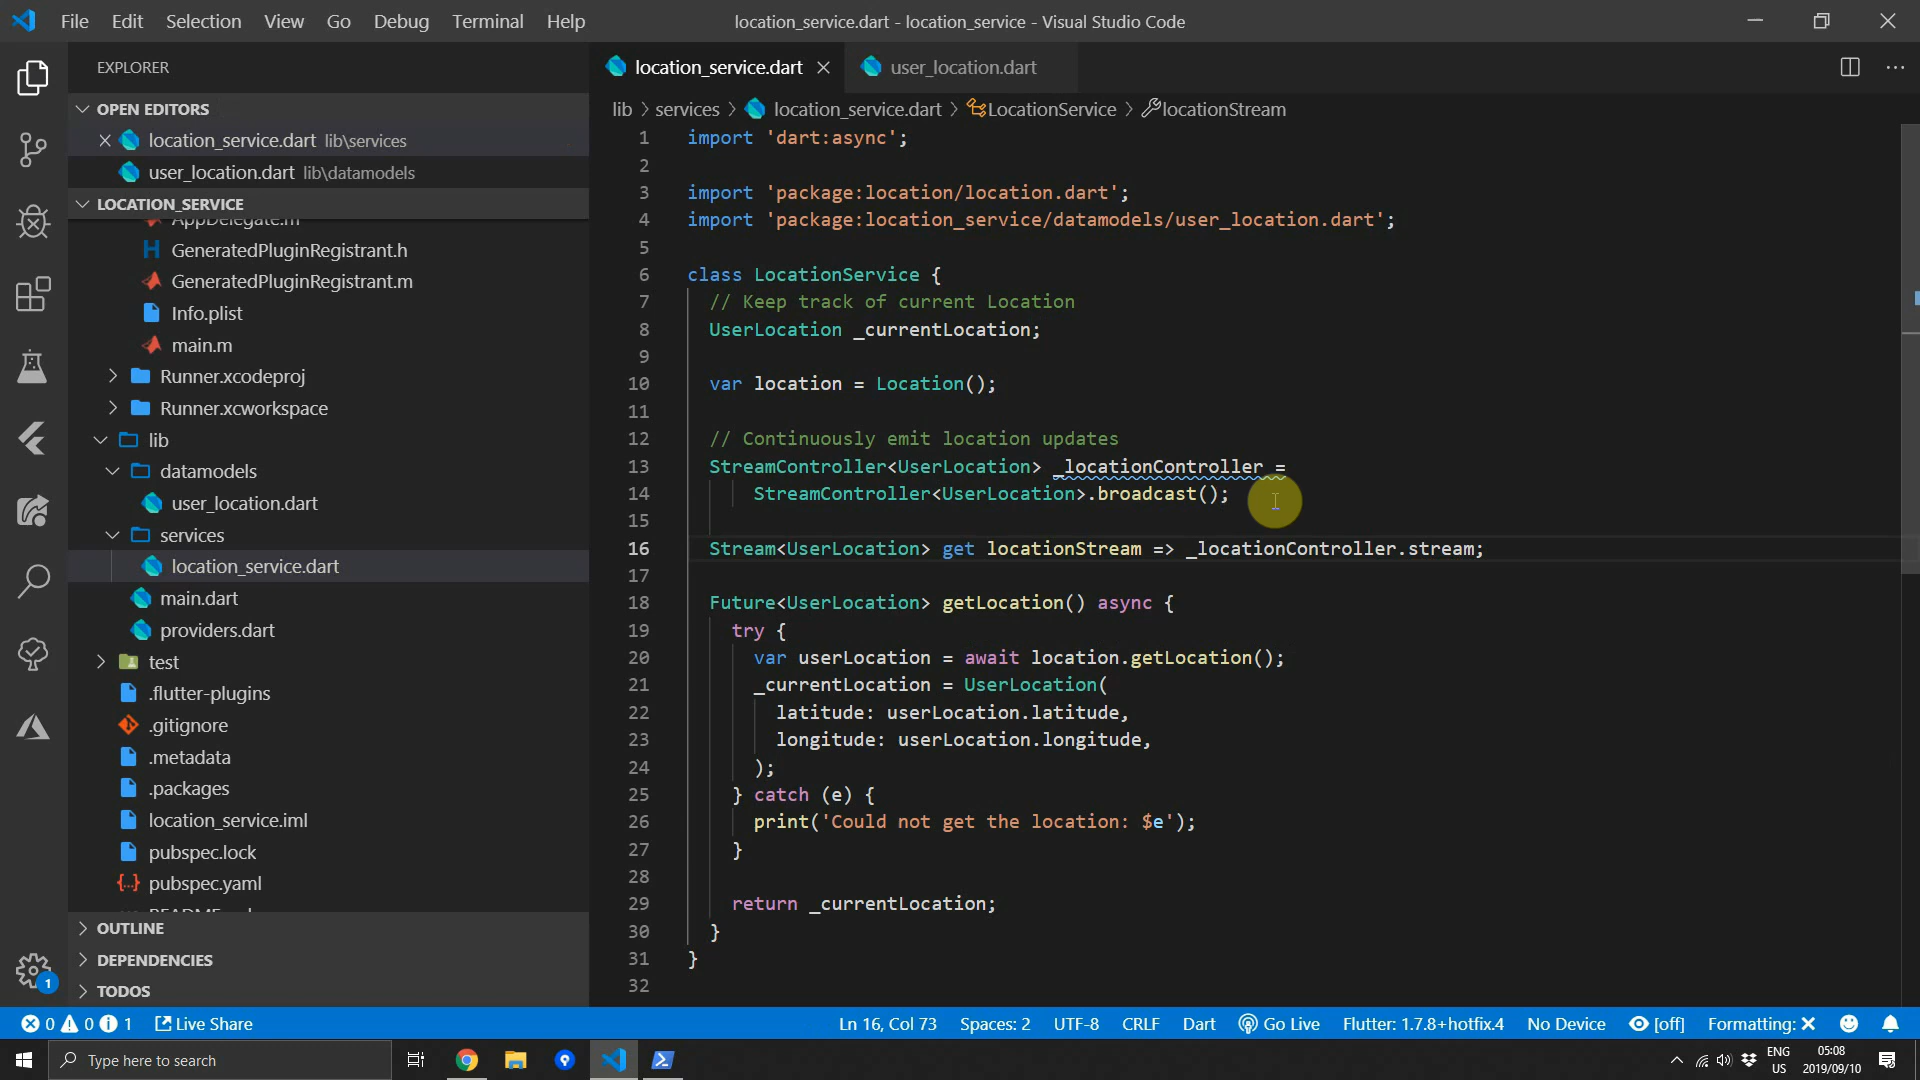 File Edit Selection View Go Debug Terminal Help
location_service.dart - location_service - Visual Studio Code
EXPLORER
OPEN EDITORS
location_service.dart lib\services
user_location.dart lib\datamodels
LOCATION_SERVICE
AppDelegate.m
GeneratedPluginRegistrant.h
GeneratedPluginRegistrant.m
Info.plist
main.m
Runner.xcodeproj
Runner.xcworkspace
lib
datamodels
user_location.dart
services
location_service.dart
main.dart
providers.dart
test
.flutter-plugins
.gitignore
.metadata
.packages
location_service.iml
pubspec.lock
pubspec.yaml
OUTLINE
DEPENDENCIES
TODOS
1
location_service.dart
user_location.dart
lib > services > location_service.dart > LocationService > locationStream
1 import 'dart:async';
2
3 import 'package:location/location.dart';
4 import 'package:location_service/datamodels/user_location.dart';
5
6 class LocationService {
7 // Keep track of current Location
8 UserLocation _currentLocation;
9
10 var location = Location();
11
12 // Continuously emit location updates
13 StreamController<UserLocation> _locationController =
14 StreamController<UserLocation>.broadcast();
15
16 Stream<UserLocation> get locationStream => _locationController.stream;
17
18 Future<UserLocation> getLocation() async {
19 try {
20 var userLocation = await location.getLocation();
21 _currentLocation = UserLocation(
22 latitude: userLocation.latitude,
23 longitude: userLocation.longitude,
24 );
25 } catch (e) {
26 print('Could not get the location: $e');
27 }
28
29 return _currentLocation;
30 }
31 }
32
0 0 1 Live Share
Ln 16, Col 73 Spaces: 2 UTF-8 CRLF Dart Go Live Flutter: 1.7.8+hotfix.4 No Device [off] Formatting: ×
Type here to search
ENG
US
05:08
2019/09/10